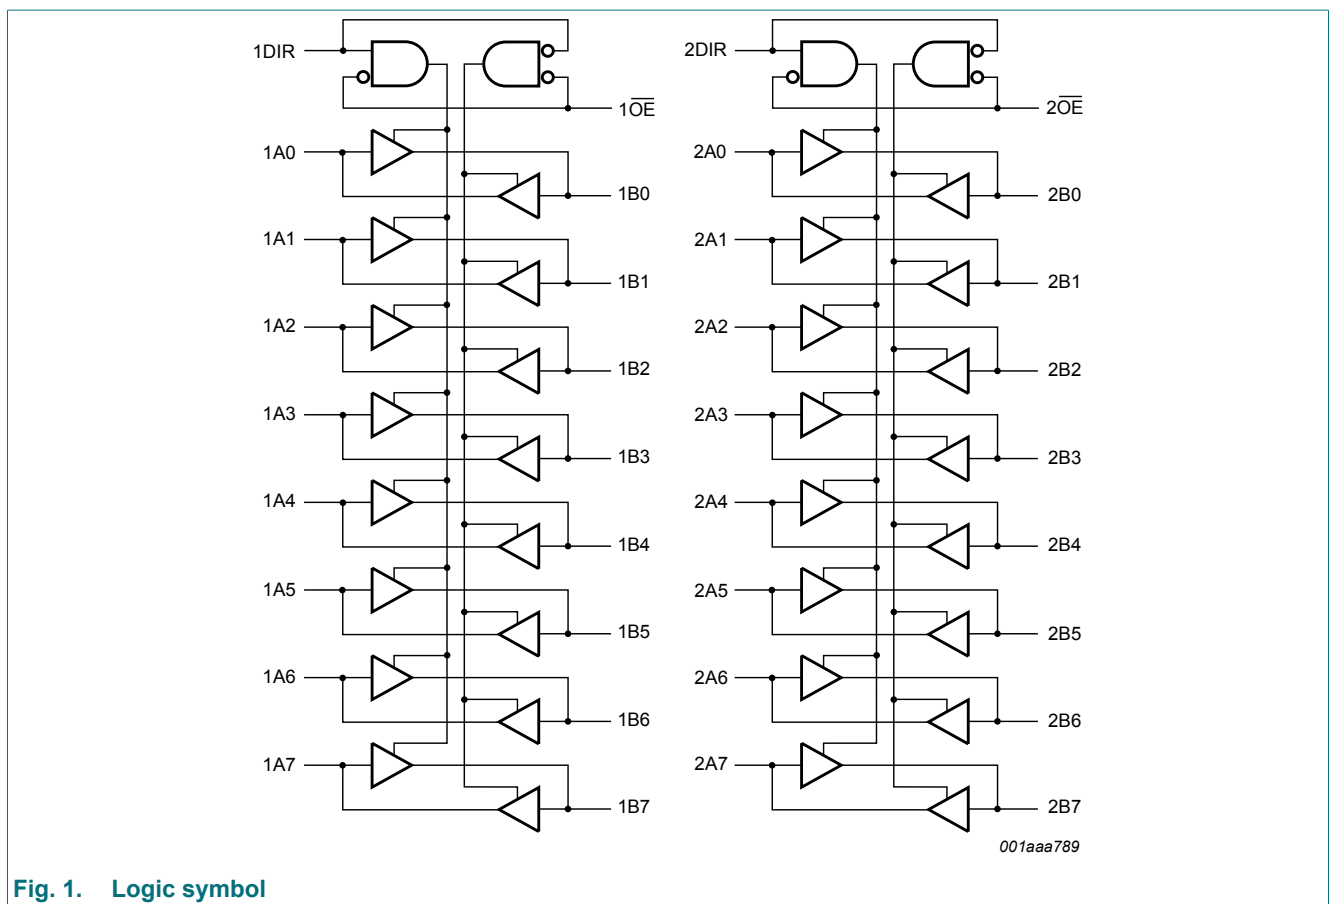 1DIR
1O̅E̅
1A0
1B0
1A1
1B1
1A2
1B2
1A3
1B3
1A4
1B4
1A5
1B5
1A6
1B6
1A7
1B7
2DIR
2O̅E̅
2A0
2B0
2A1
2B1
2A2
2B2
2A3
2B3
2A4
2B4
2A5
2B5
2A6
2B6
2A7
2B7
001aaa789
Fig. 1. Logic symbol